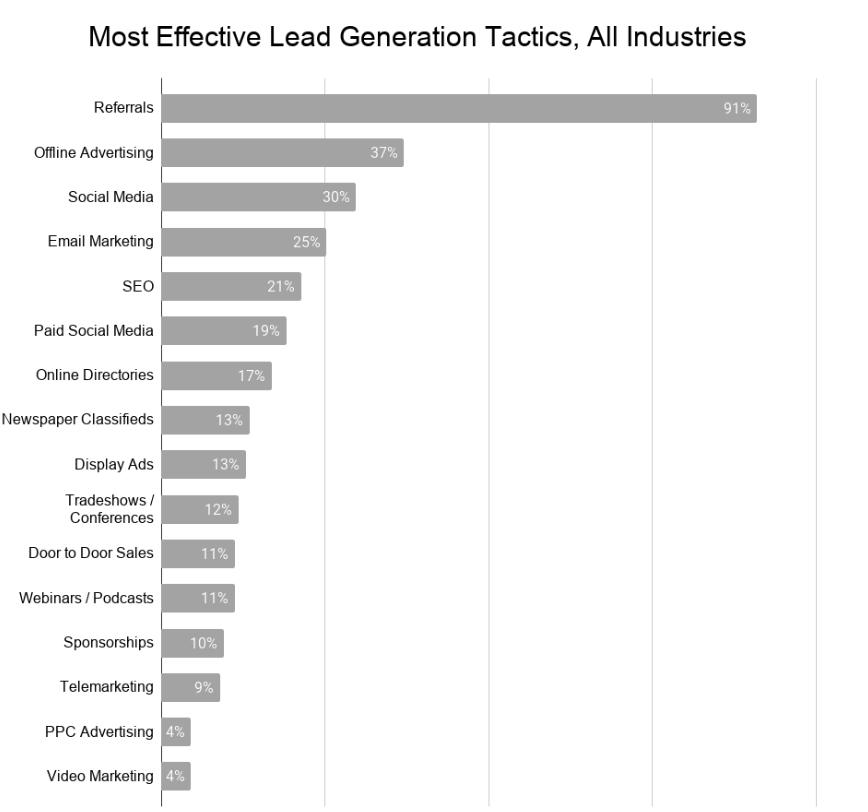 Most Effective Lead Generation Tactics, All Industries
Referrals 91%
Offline Advertising 37%
Social Media 30%
Email Marketing 25%
SEO 21%
Paid Social Media 19%
Online Directories 17%
Newspaper Classifieds 13%
Display Ads 13%
Tradeshows /
Conferences 12%
Door to Door Sales 11%
Webinars / Podcasts 11%
Sponsorships 10%
Telemarketing 9%
PPC Advertising 4%
Video Marketing 4%